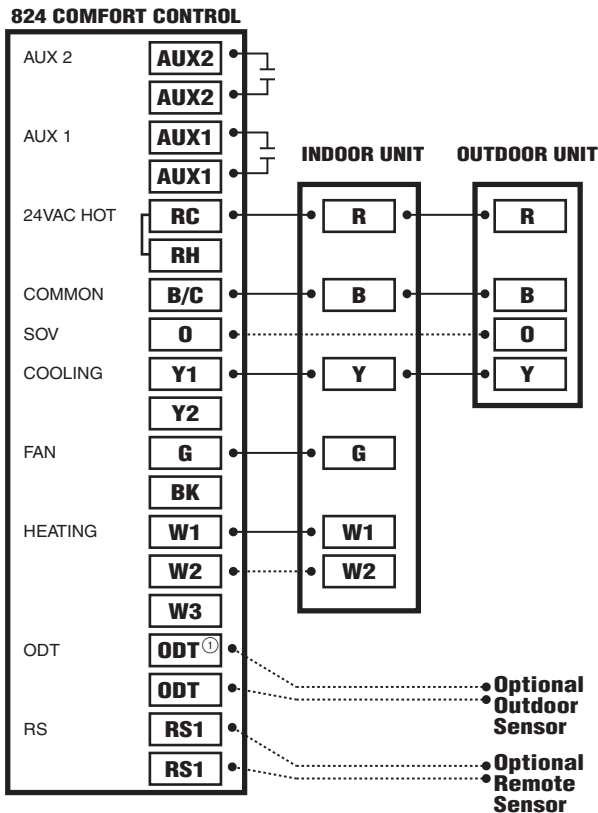 824 COMFORT CONTROL
AUX 2 AUX2
AUX2
AUX 1 AUX1
AUX1
INDOOR UNIT OUTDOOR UNIT
24VAC HOT RC R R
RH
COMMON B/C B B
SOV O O
COOLING Y1 Y Y
Y2
FAN G G
BK
HEATING W1 W1
W2 W2
W3
ODT ODT①
ODT
Optional
Outdoor
Sensor
RS RS1
RS1
Optional
Remote
Sensor